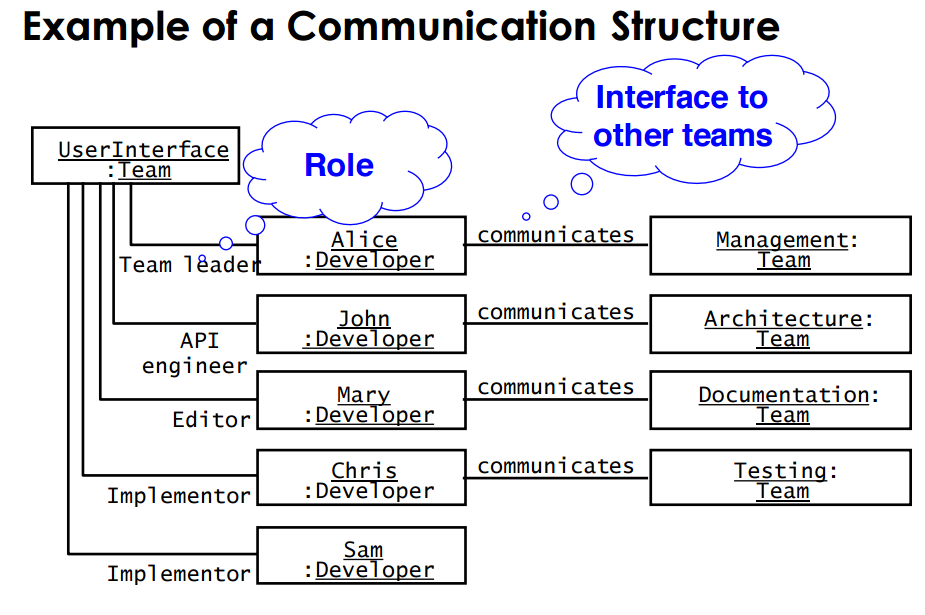 Example of a Communication Structure
Interface to
other teams
UserInterface
:Team
Role
Alice
:Developer
communicates
Management:
Team
Team leader
John
:Developer
communicates
Architecture:
Team
API
engineer
Mary
:Developer
communicates
Documentation:
Team
Editor
Chris
:Developer
communicates
Testing:
Team
Implementor
Sam
:Developer
Implementor